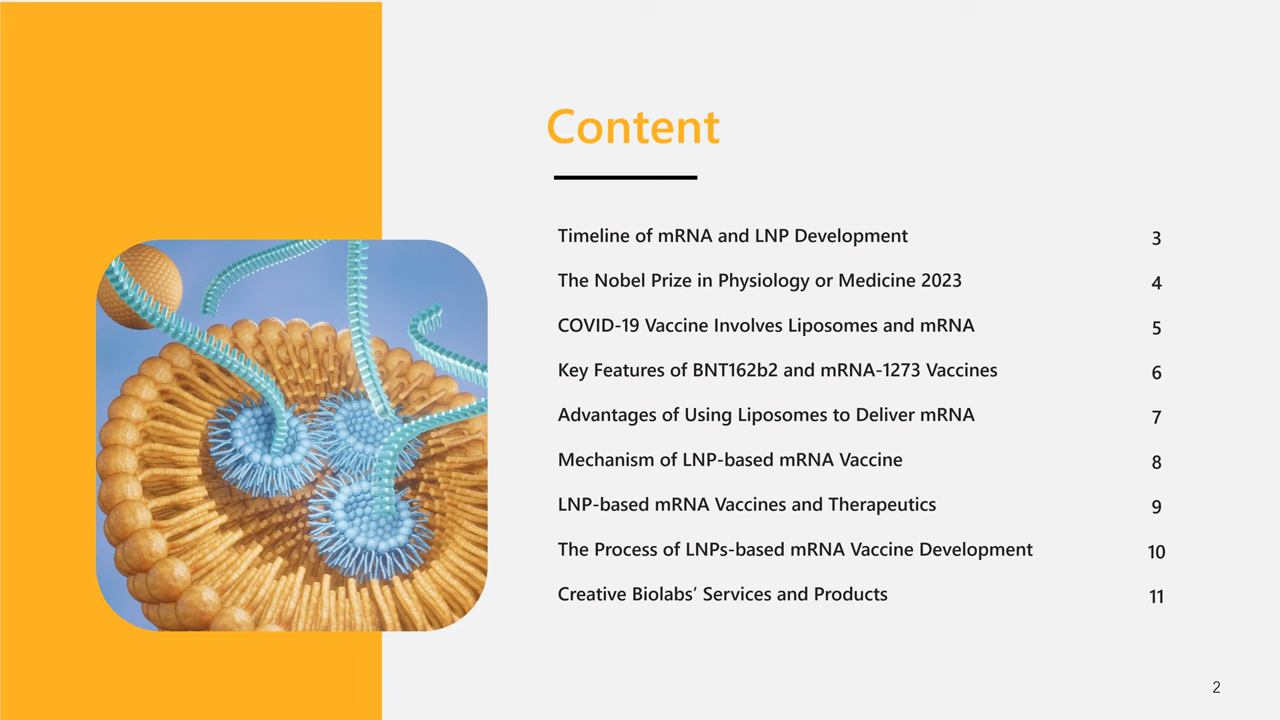 Content
Timeline of mRNA and LNP Development 3
The Nobel Prize in Physiology or Medicine 2023 4
COVID-19 Vaccine Involves Liposomes and mRNA 5
Key Features of BNT162b2 and mRNA-1273 Vaccines 6
Advantages of Using Liposomes to Deliver mRNA 7
Mechanism of LNP-based mRNA Vaccine 8
LNP-based mRNA Vaccines and Therapeutics 9
The Process of LNPs-based mRNA Vaccine Development 10
Creative Biolabs’ Services and Products 11
2